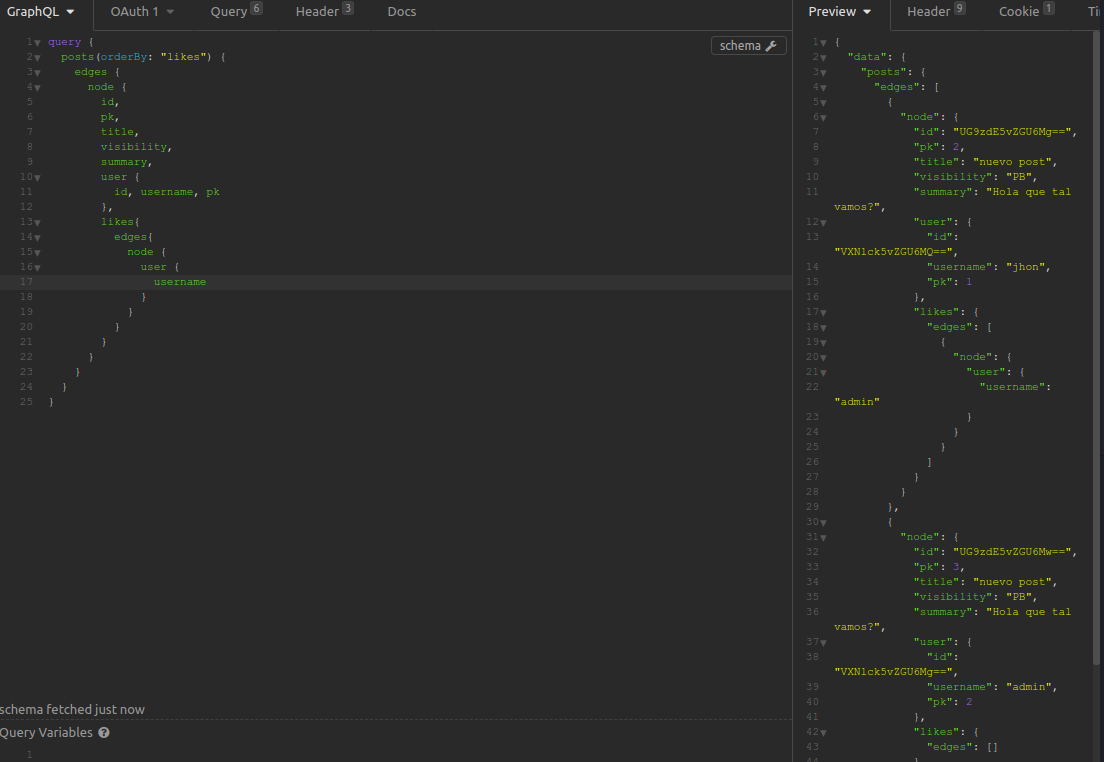 GraphQL OAuth 1 Query 6 Header 3 Docs
1 query {
schema
2 posts(orderBy: "likes") {
3 edges {
4 node {
5 id,
6 pk,
7 title,
8 visibility,
9 summary,
10 user {
11 id, username, pk
12 },
13 likes{
14 edges{
15 node {
16 user {
17 username
18 }
19 }
20 }
21 }
22 }
23 }
24 }
25 }
schema fetched just now
Query Variables ?
1
Preview Header 9 Cookie 1 Ti
1 {
2 "data": {
3 "posts": {
4 "edges": [
5 {
6 "node": {
7 "id": "UG9zdE5vZGU6Mg==",
8 "pk": 2,
9 "title": "nuevo post",
10 "visibility": "PB",
11 "summary": "Hola que tal
vamos?",
12 "user": {
13 "id":
"VXNlck5vZGU6MQ==",
14 "username": "jhon",
15 "pk": 1
16 },
17 "likes": {
18 "edges": [
19 {
20 "node": {
21 "user": {
22 "username":
"admin"
23 }
24 }
25 }
26 ]
27 }
28 }
29 },
30 {
31 "node": {
32 "id": "UG9zdE5vZGU6Mw==",
33 "pk": 3,
34 "title": "nuevo post",
35 "visibility": "PB",
36 "summary": "Hola que tal
vamos?",
37 "user": {
38 "id":
"VXNlck5vZGU6Mg==",
39 "username": "admin",
40 "pk": 2
41 },
42 "likes": {
43 "edges": []
44 }